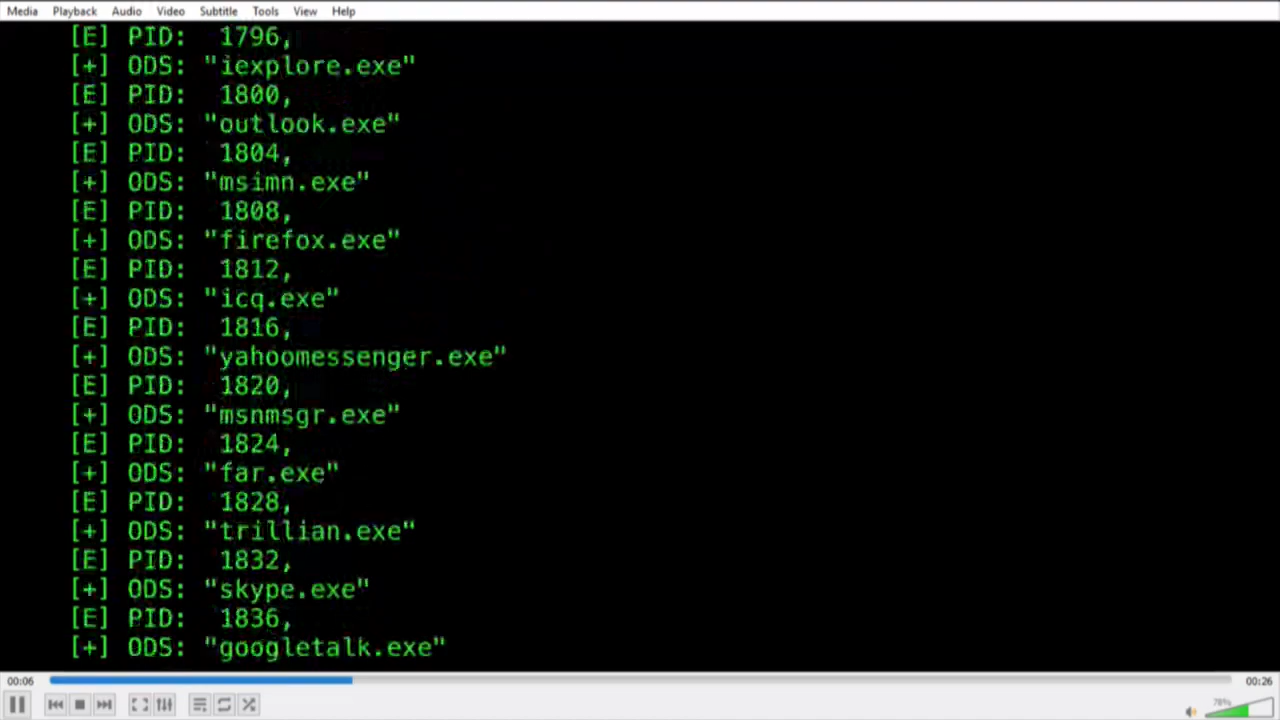 Media Playback Audio Video Subtitle Tools View Help
[E] PID: 1796,
[+] ODS: "iexplore.exe"
[E] PID: 1800,
[+] ODS: "outlook.exe"
[E] PID: 1804,
[+] ODS: "msimn.exe"
[E] PID: 1808,
[+] ODS: "firefox.exe"
[E] PID: 1812,
[+] ODS: "icq.exe"
[E] PID: 1816,
[+] ODS: "yahoomessenger.exe"
[E] PID: 1820,
[+] ODS: "msnmsgr.exe"
[E] PID: 1824,
[+] ODS: "far.exe"
[E] PID: 1828,
[+] ODS: "trillian.exe"
[E] PID: 1832,
[+] ODS: "skype.exe"
[E] PID: 1836,
[+] ODS: "googletalk.exe"
00:06 00:26
78%